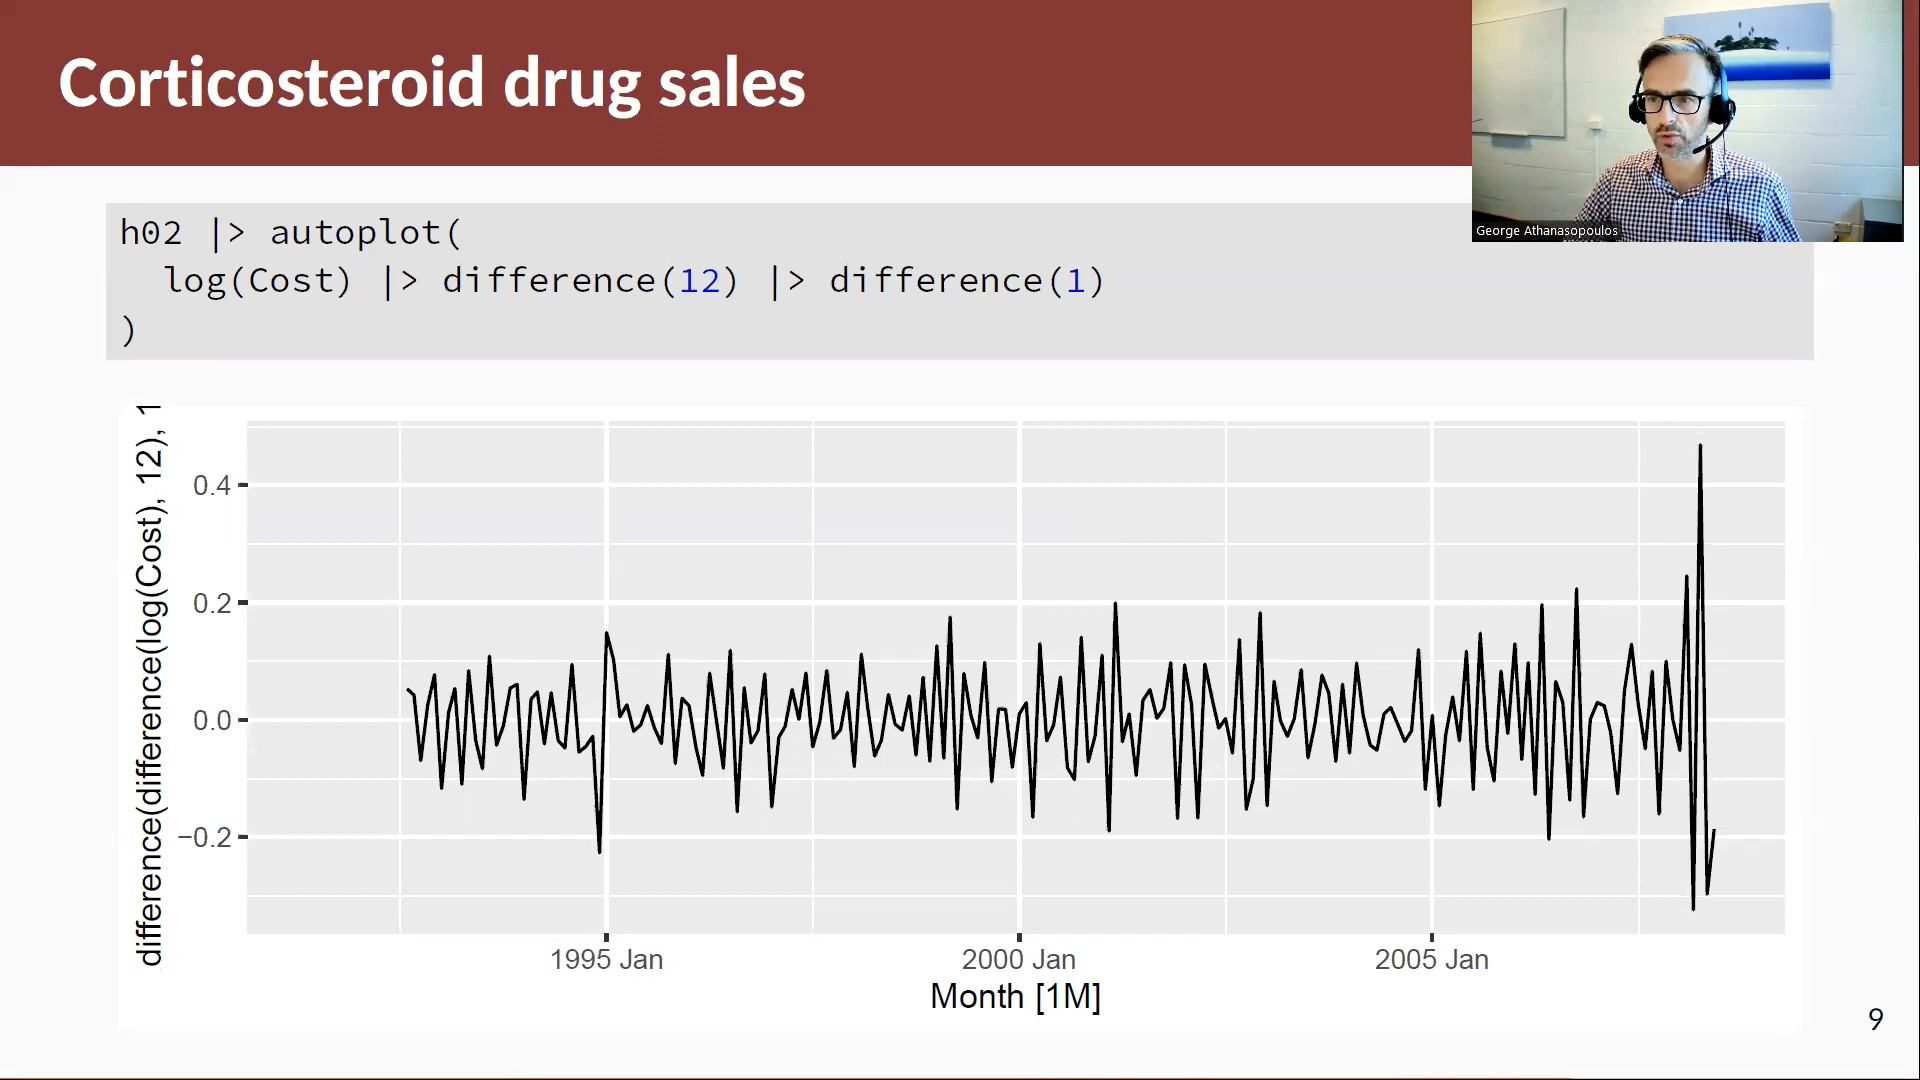 Corticosteroid drug sales
George Athanasopoulos
h02 |> autoplot(
log(Cost) |> difference(12) |> difference(1)
)
difference(difference(log(Cost), 12), 1
0.4
0.2
0.0
−0.2
1995 Jan
2000 Jan
2005 Jan
Month [1M]
9